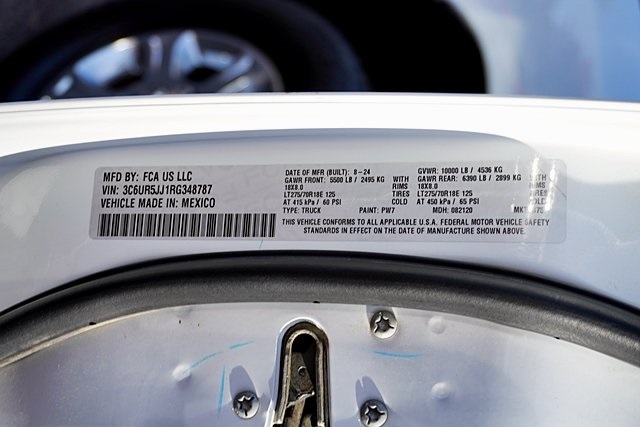 MFD BY: FCA US LLC
VIN: 3C6UR5JJ1RG348787
VEHICLE MADE IN: MEXICO
DATE OF MFR (BUILT): 8-24 GVWR: 10000 LB / 4536 KG
GAWR FRONT: 5500 LB / 2495 KG WITH GAWR REAR: 6390 LB / 2899 KG WITH
18X8.0 RIMS 18X8.0 RIMS
LT275/70R18E 125 TIRES LT275/70R18E 125 TIRES
AT 415 kPa / 60 PSI COLD AT 450 kPa / 65 PSI COLD
TYPE: TRUCK PAINT: PW7 MDH: 082120
THIS VEHICLE CONFORMS TO ALL APPLICABLE U.S.A. FEDERAL MOTOR VEHICLE SAFETY
STANDARDS IN EFFECT ON THE DATE OF MANUFACTURE SHOWN ABOVE.